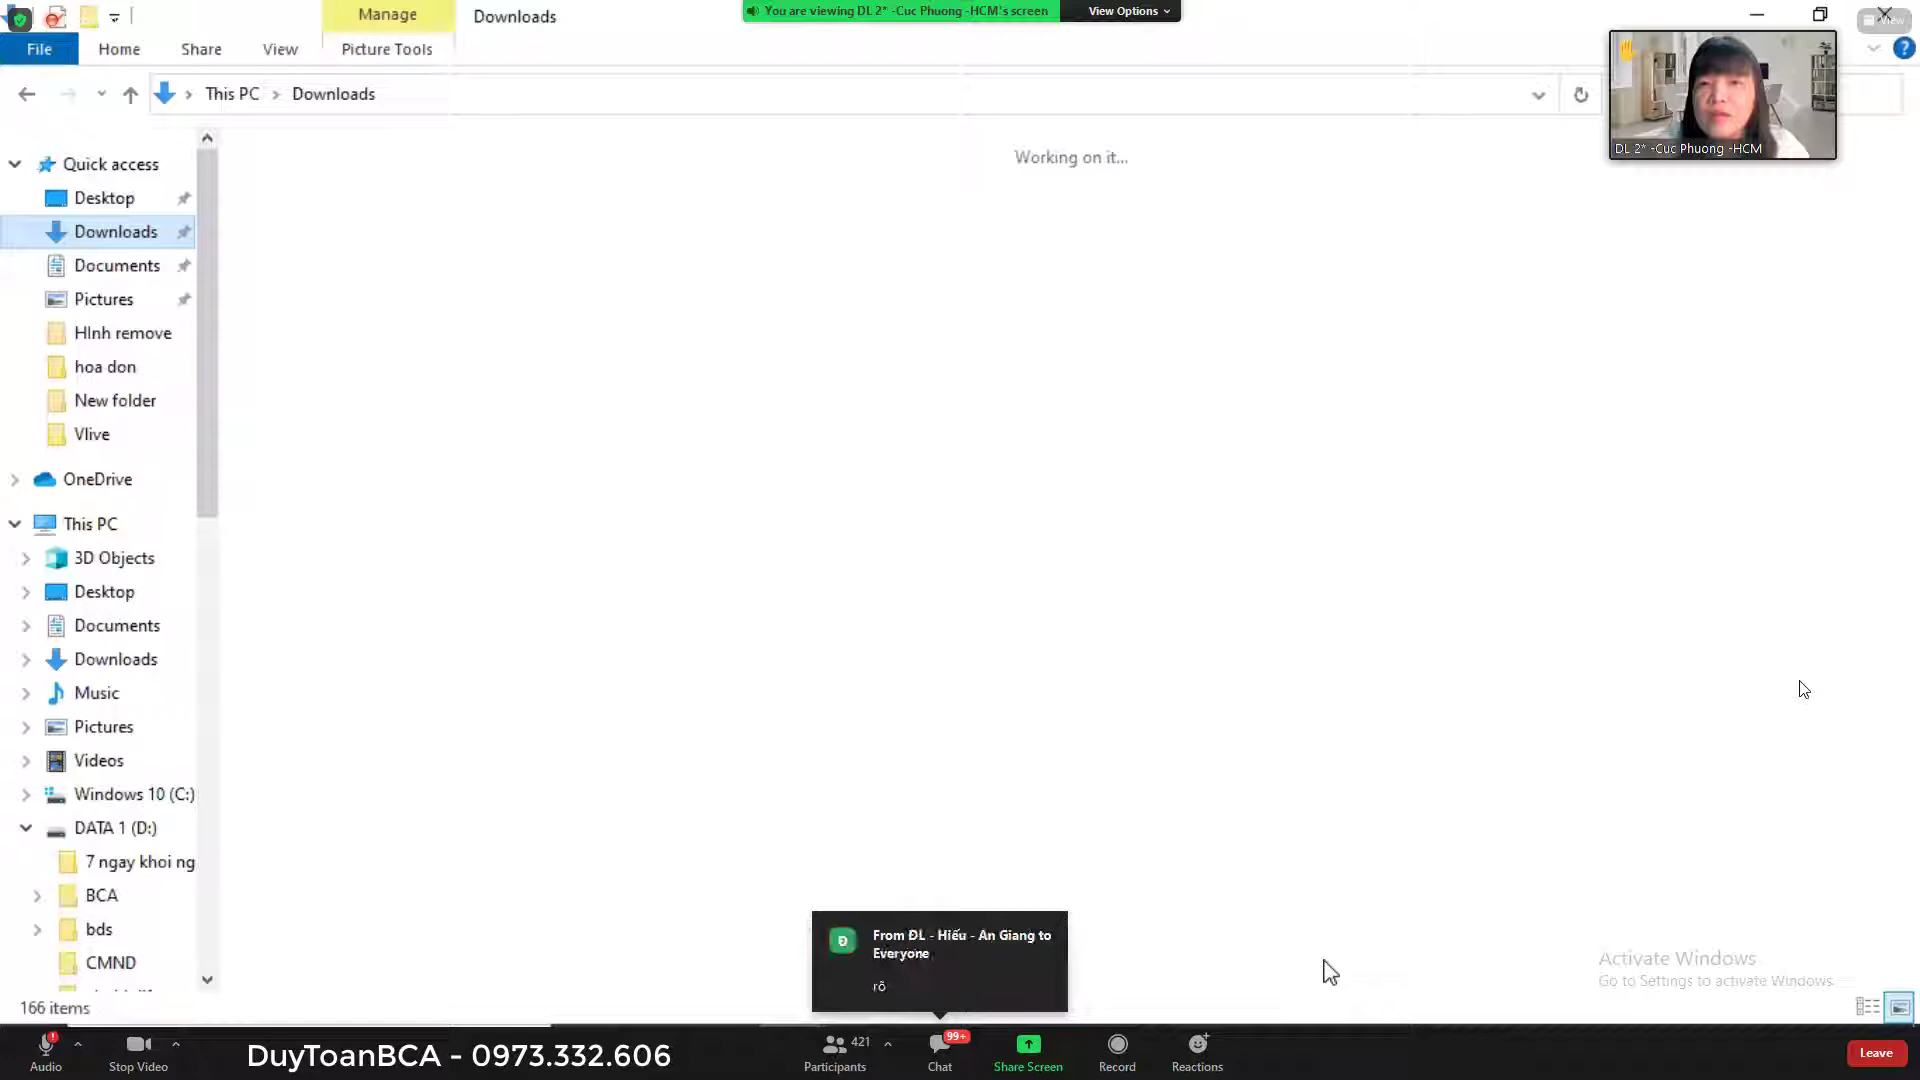 Manage
Downloads
You are viewing DL 2* -Cuc Phuong -HCM's screen
View Options
View
File
Home
Share
View
Picture Tools
This PC
Downloads
DL 2* -Cuc Phuong -HCM
Working on it...
Quick access
Desktop
Downloads
Documents
Pictures
HInh remove
hoa don
New folder
Vlive
OneDrive
This PC
3D Objects
Desktop
Documents
Downloads
Music
Pictures
Videos
Windows 10 (C:)
DATA 1 (D:)
7 ngay khoi ng
BCA
bds
CMND
From ĐL - Hiếu - An Giang to
Everyone
Đ
rõ
Activate Windows
Go to Settings to activate Windows.
166 items
Audio
Stop Video
DuyToanBCA - 0973.332.606
421
Participants
99+
Chat
Share Screen
Record
Reactions
Leave